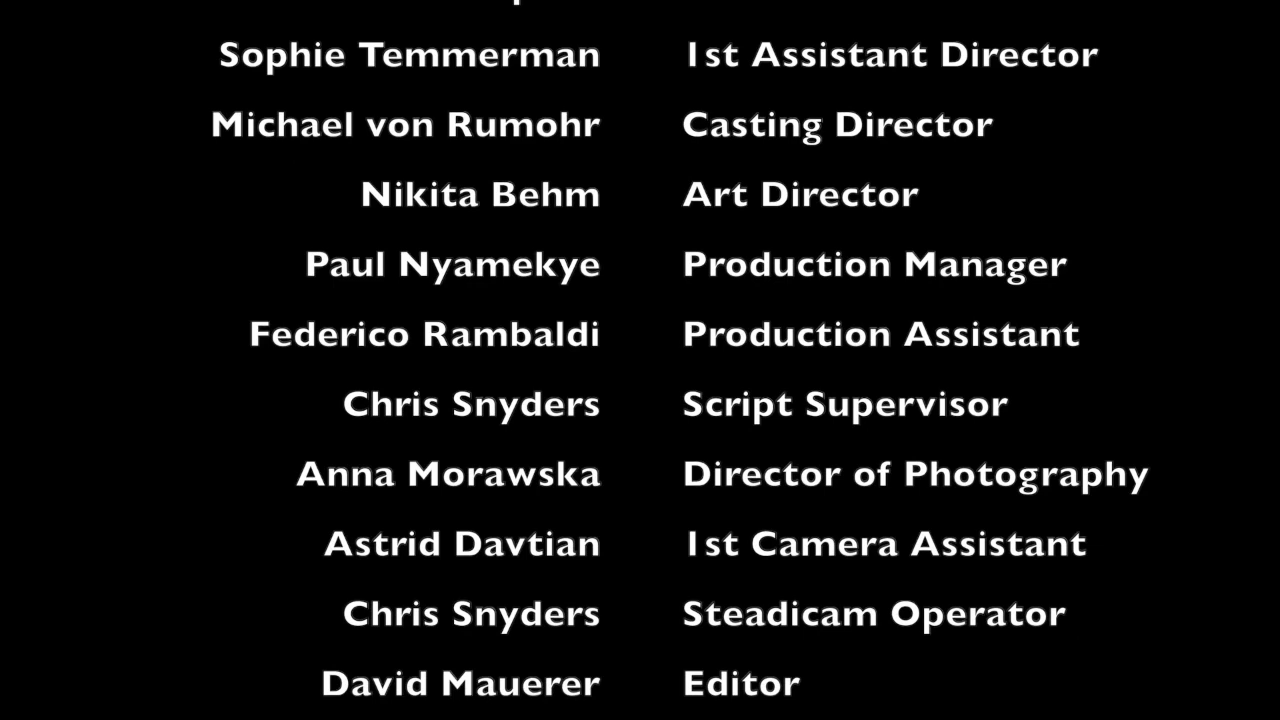 Sophie Temmerman 1st Assistant Director
Michael von Rumohr Casting Director
Nikita Behm Art Director
Paul Nyamekye Production Manager
Federico Rambaldi Production Assistant
Chris Snyders Script Supervisor
Anna Morawska Director of Photography
Astrid Davtian 1st Camera Assistant
Chris Snyders Steadicam Operator
David Mauerer Editor